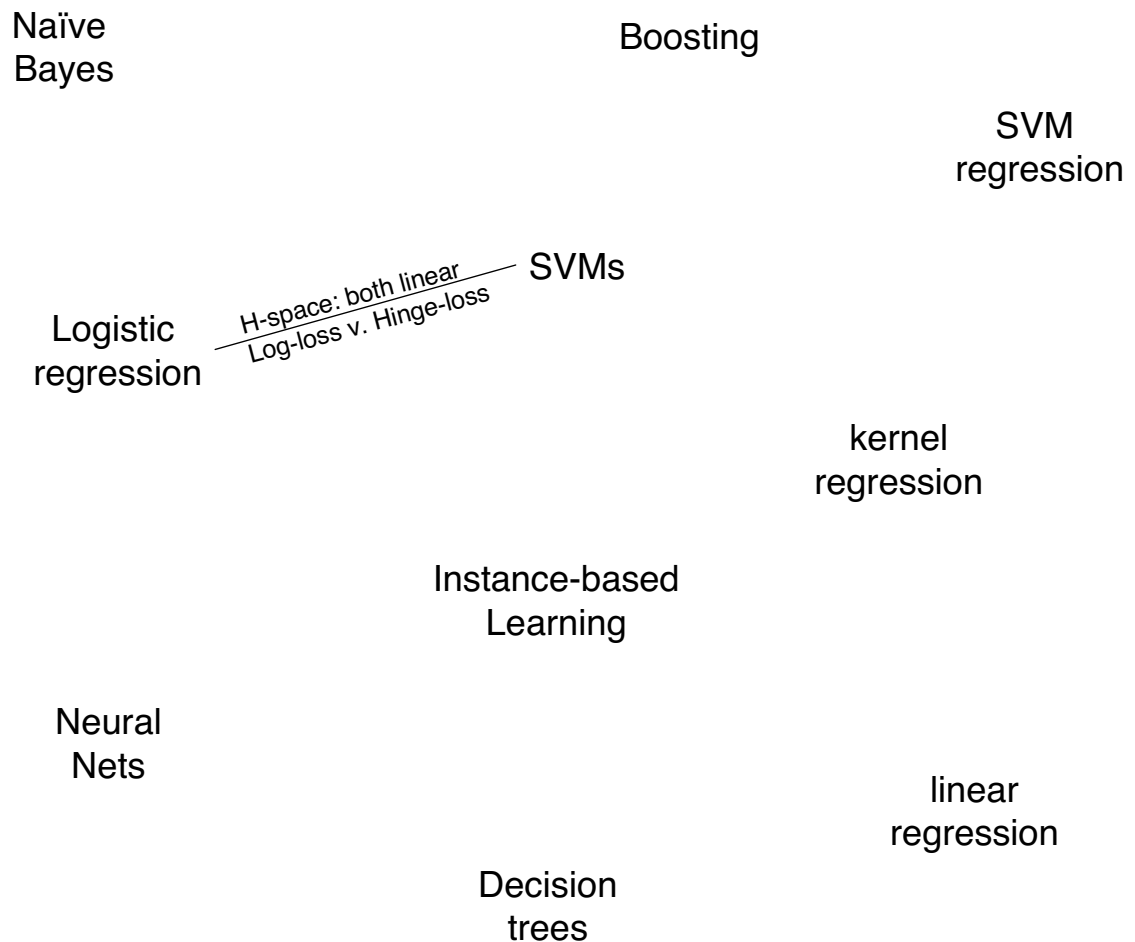 Naïve
Bayes
Boosting
SVM
regression
SVMs
H-space: both linear
Log-loss v. Hinge-loss
Logistic
regression
kernel
regression
Instance-based
Learning
Neural
Nets
linear
regression
Decision
trees